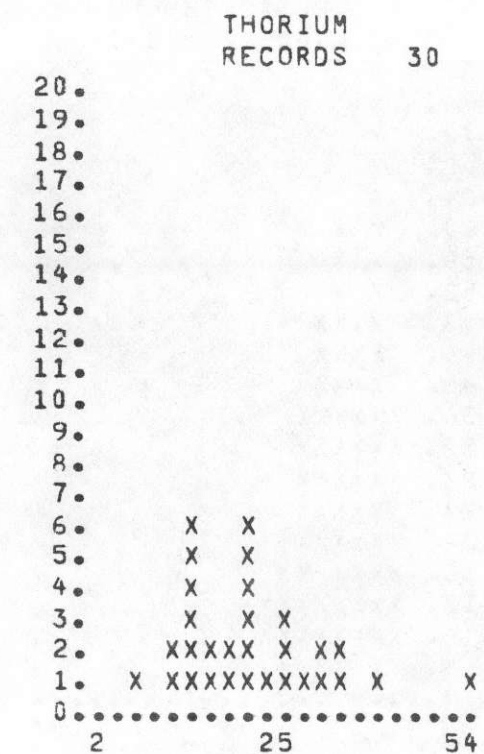 THORIUM
RECORDS 30
20.
19.
18.
17.
16.
15.
14.
13.
12.
11.
10.
9.
8.
7.
6. X X
5. X X
4. X X
3. X X X
2. XXXXX X XX
1. X XXXXXXXXXX X X
0......................
2 25 54